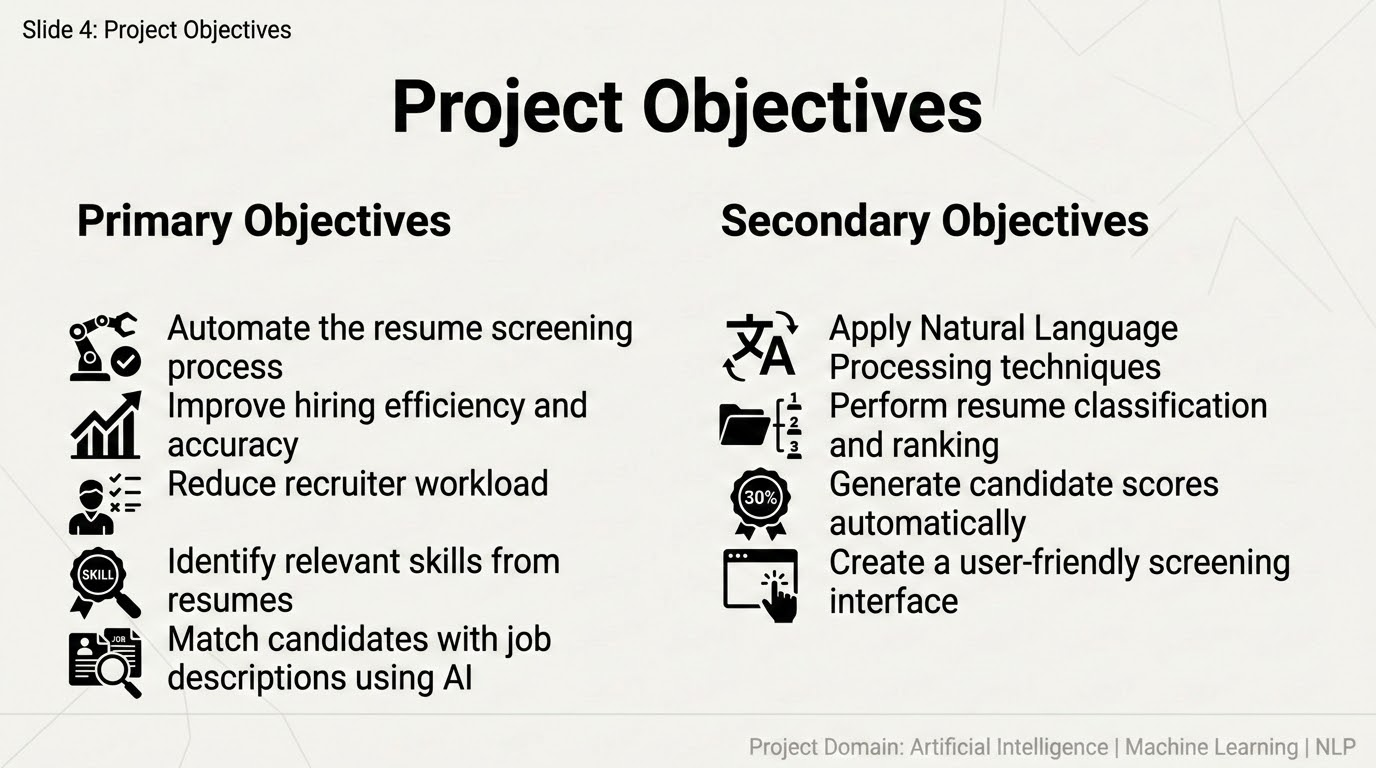 Slide 4: Project Objectives
Project Objectives
Primary Objectives
Automate the resume screening
process
Improve hiring efficiency and
accuracy
Reduce recruiter workload
SKILL
Identify relevant skills from
resumes
JOB
Match candidates with job
descriptions using AI
Secondary Objectives
文A
Apply Natural Language
Processing techniques
1
2
3
Perform resume classification
and ranking
30%
Generate candidate scores
automatically
Create a user-friendly screening
interface
Project Domain: Artificial Intelligence | Machine Learning | NLP